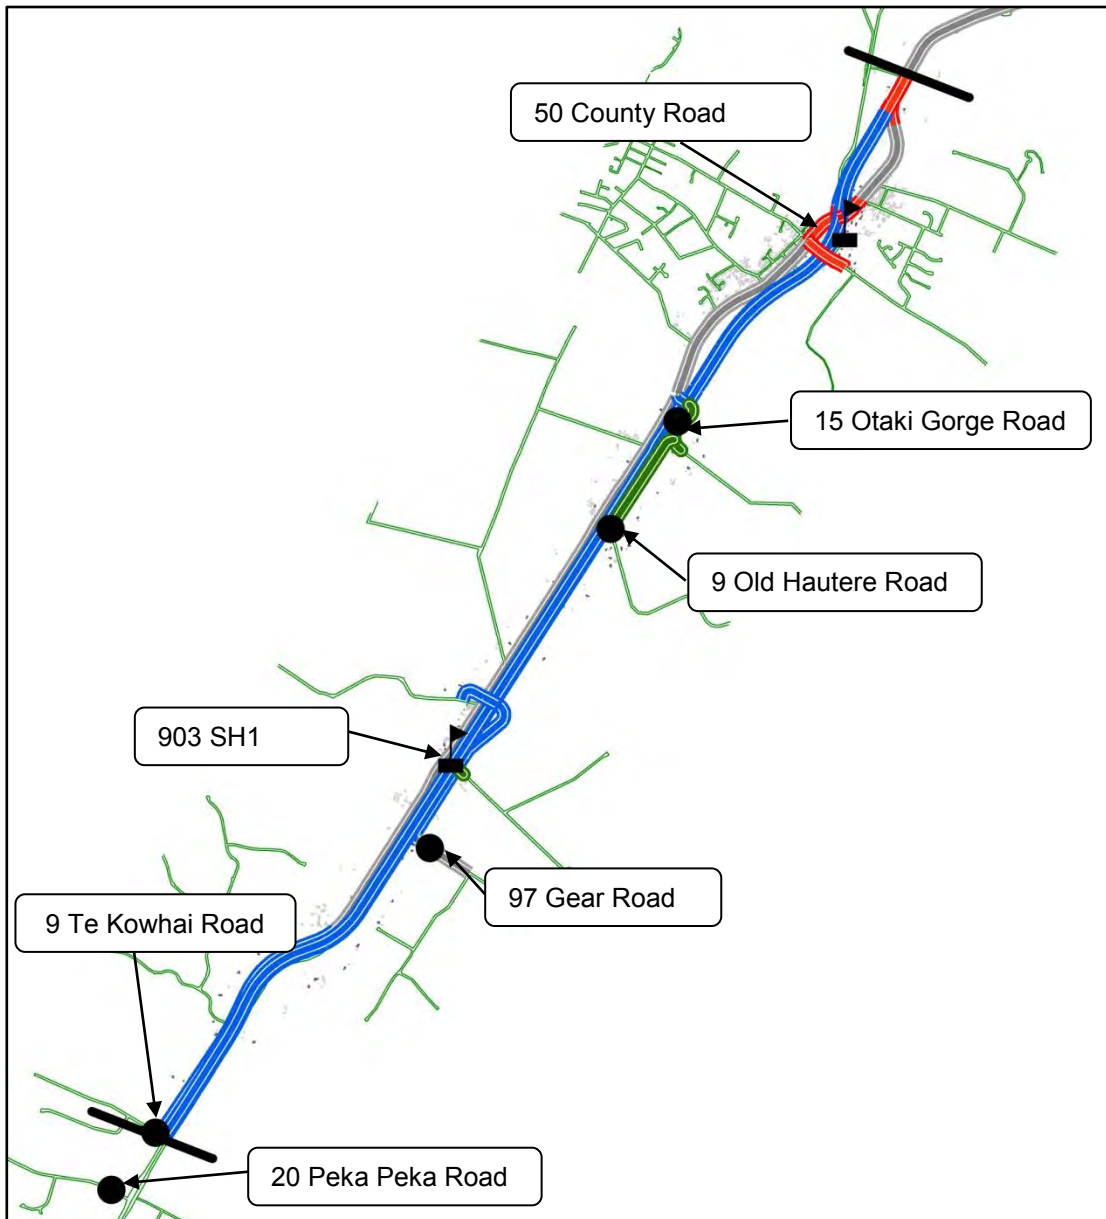 50 County Road
15 Otaki Gorge Road
9 Old Hautere Road
903 SH1
97 Gear Road
9 Te Kowhai Road
20 Peka Peka Road